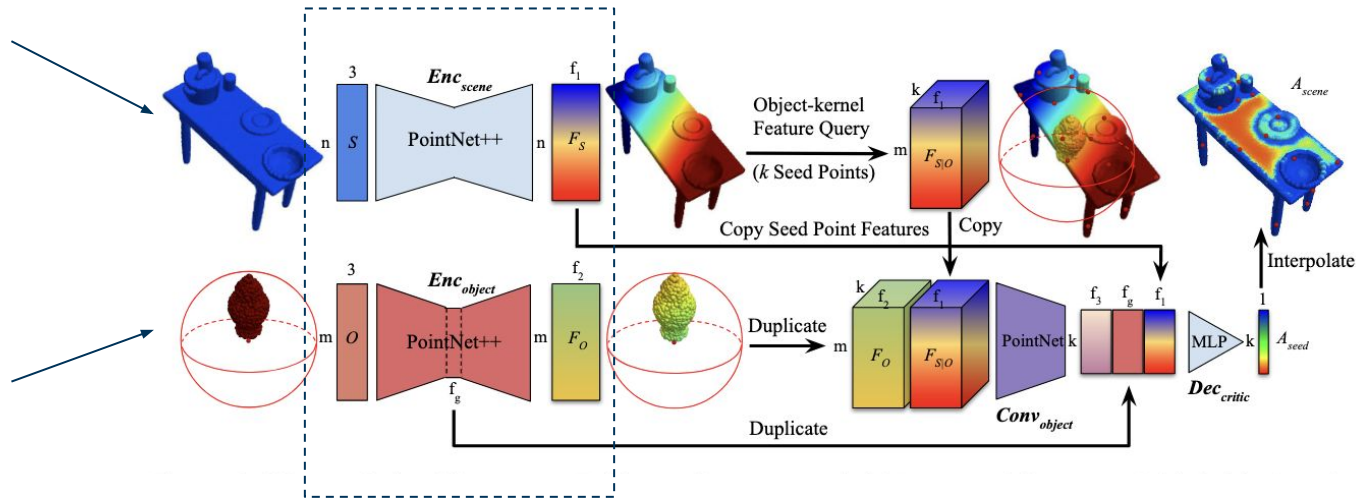 3
Enc_scene
f_1
n
S
PointNet++
n
F_S
Object-kernel
Feature Query
(k Seed Points)
k
f_1
m
F_S|O
A_scene
Copy Seed Point Features
Copy
Interpolate
3
Enc_object
f_2
m
O
PointNet++
m
F_O
f_g
Duplicate
k
f_2
f_1
m
F_O
F_S|O
PointNet
Conv_object
k
f_3
f_g
f_1
MLP
Dec_critic
k
1
A_seed
Duplicate